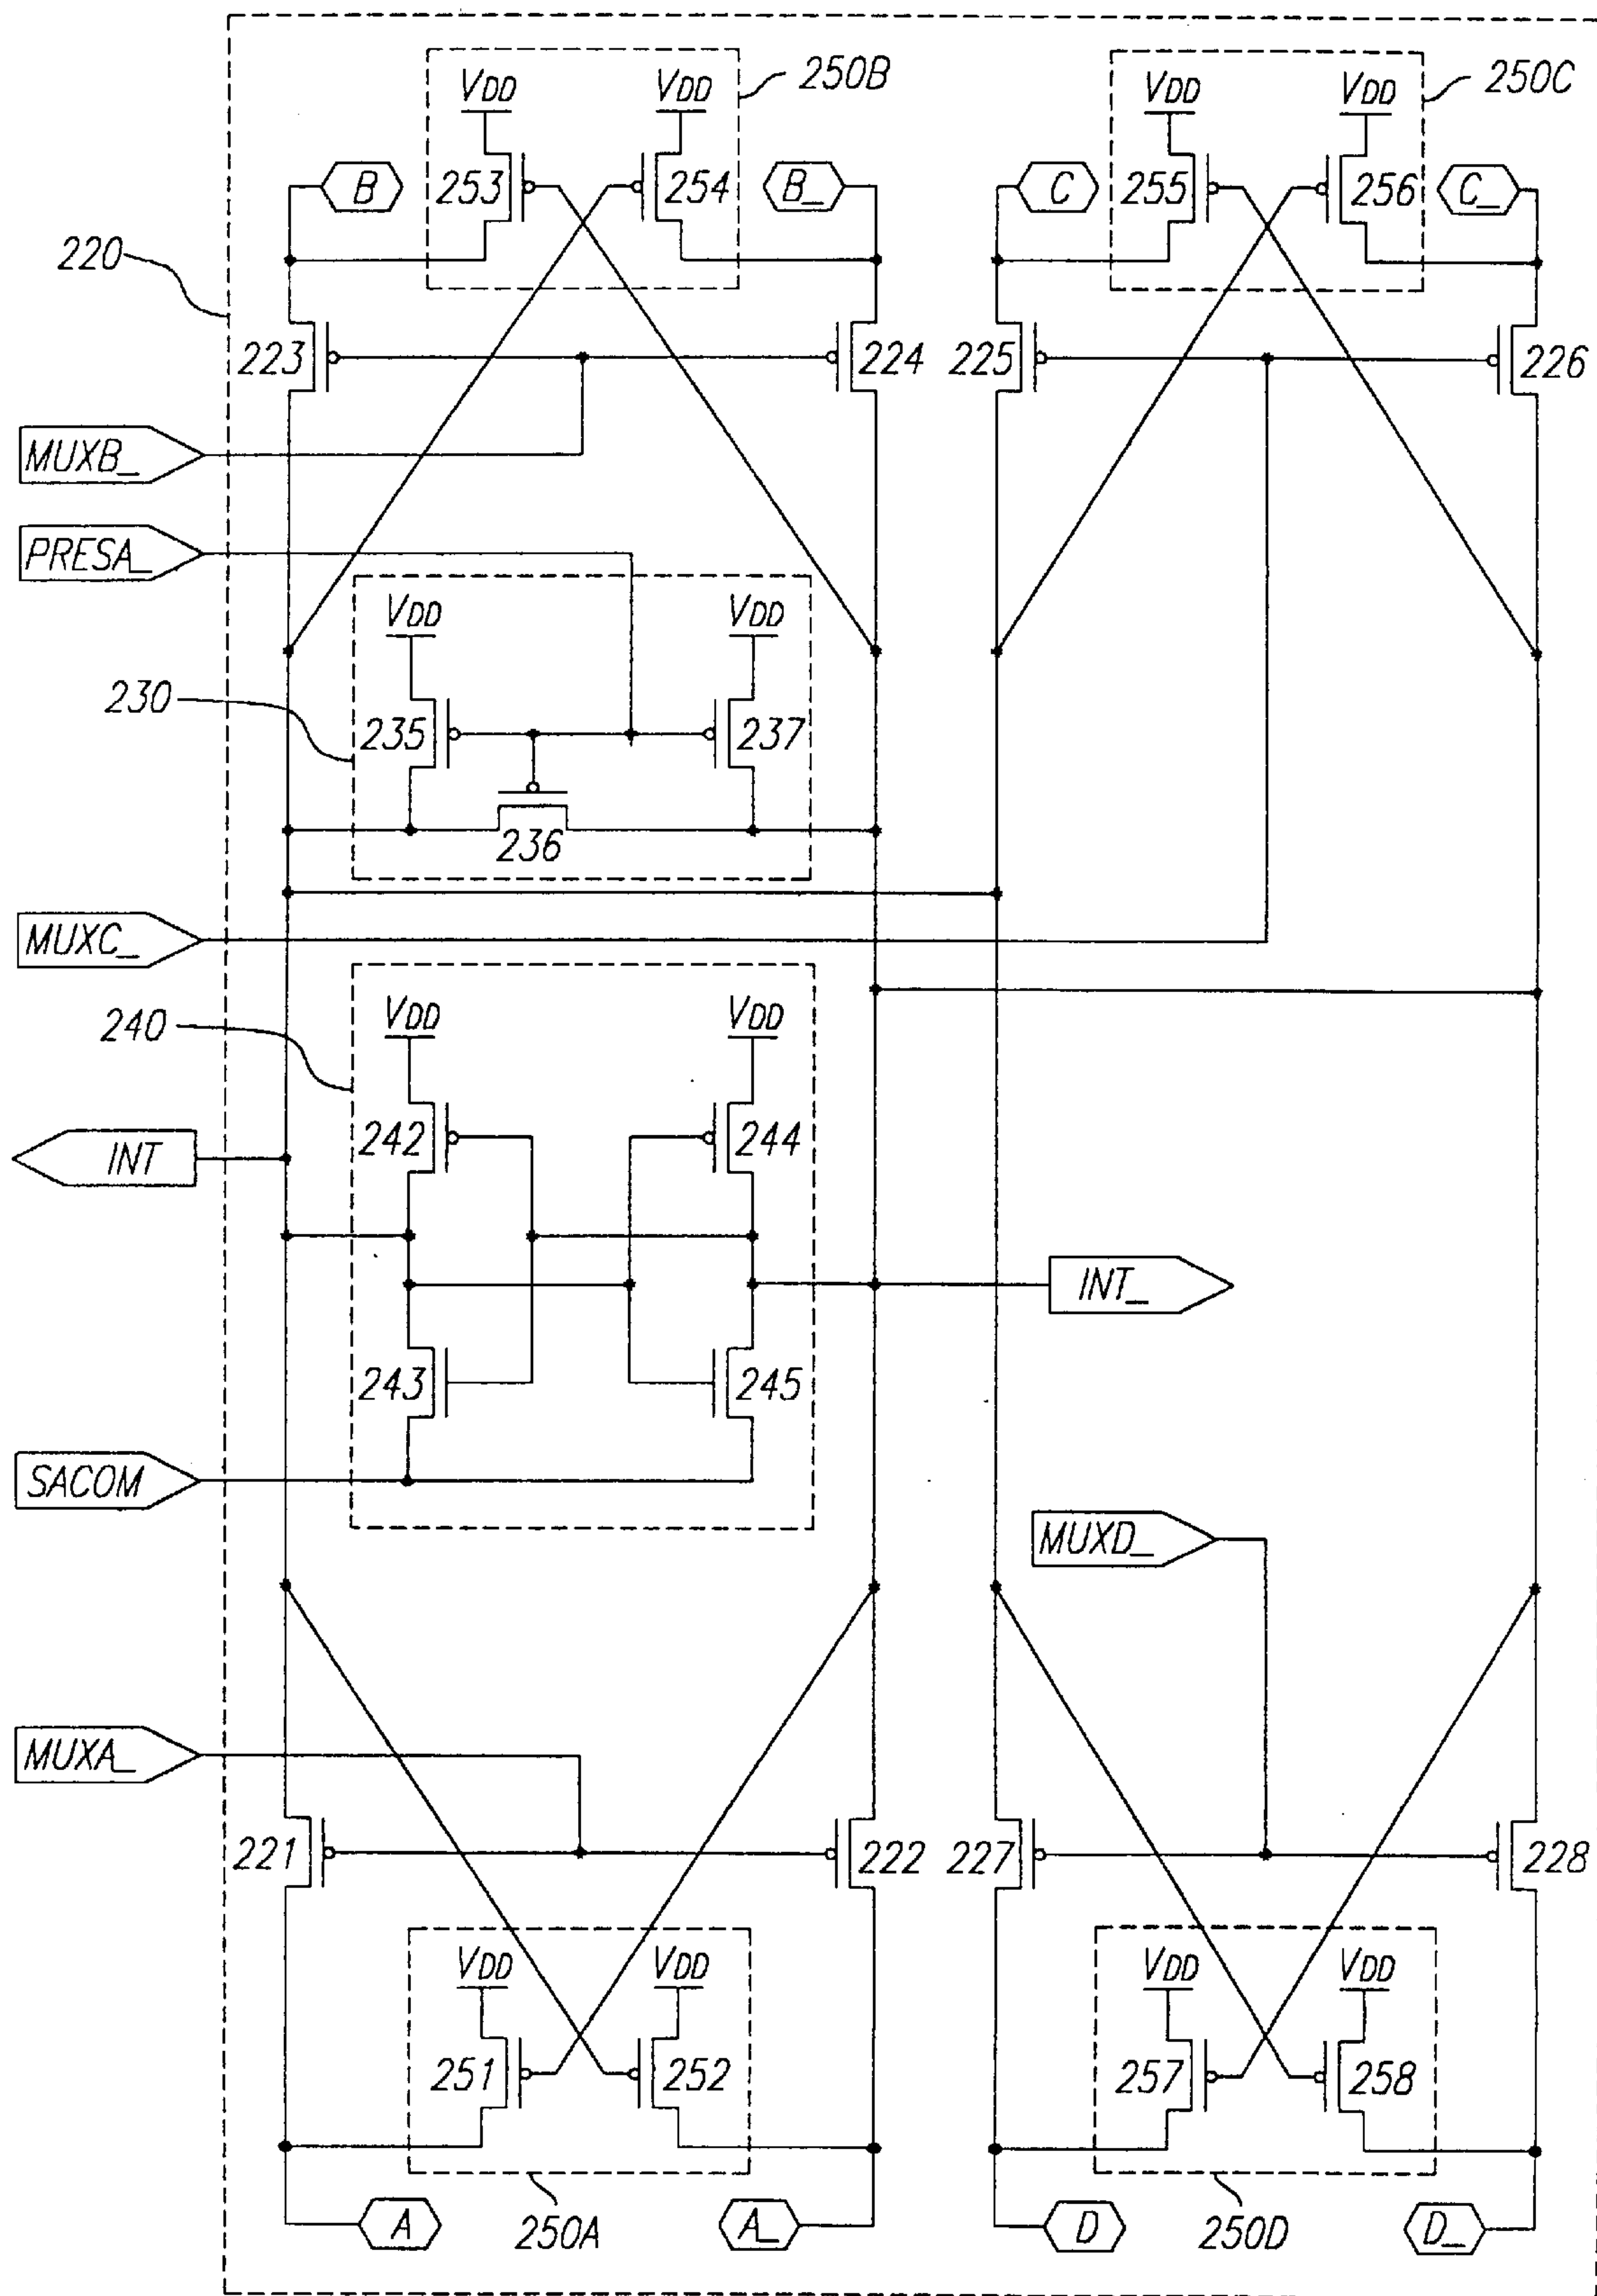 250B
250C
VDD
VDD
VDD
VDD
B
253
254
B_
C
255
256
C_
220
223
224
225
226
MUXB_
PRESA_
VDD
VDD
230
235
237
236
MUXC_
240
VDD
VDD
242
244
INT
INT_
243
245
SACOM
MUXD_
MUXA_
221
222
227
228
VDD
VDD
VDD
VDD
251
252
257
258
A
250A
A_
D
250D
D_